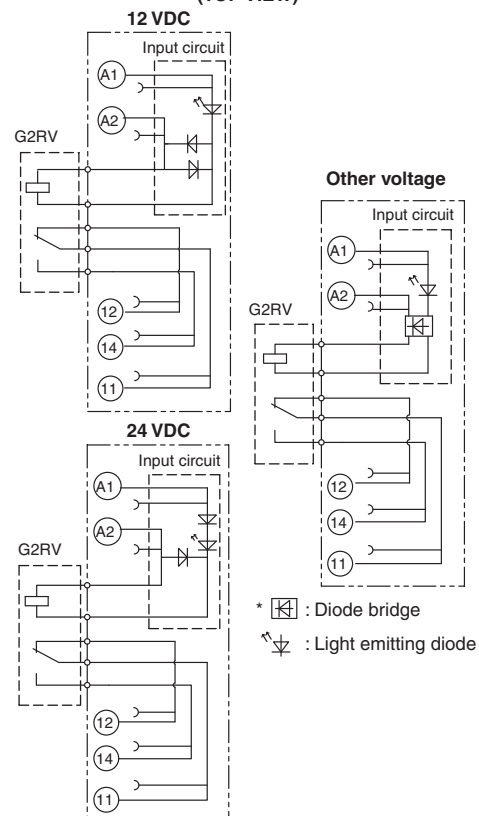 12 VDC
Input circuit
A1
A2
G2RV
12
14
11
Other voltage
Input circuit
A1
A2
G2RV
12
14
11
24 VDC
Input circuit
A1
A2
G2RV
12
14
11
* : Diode bridge
: Light emitting diode